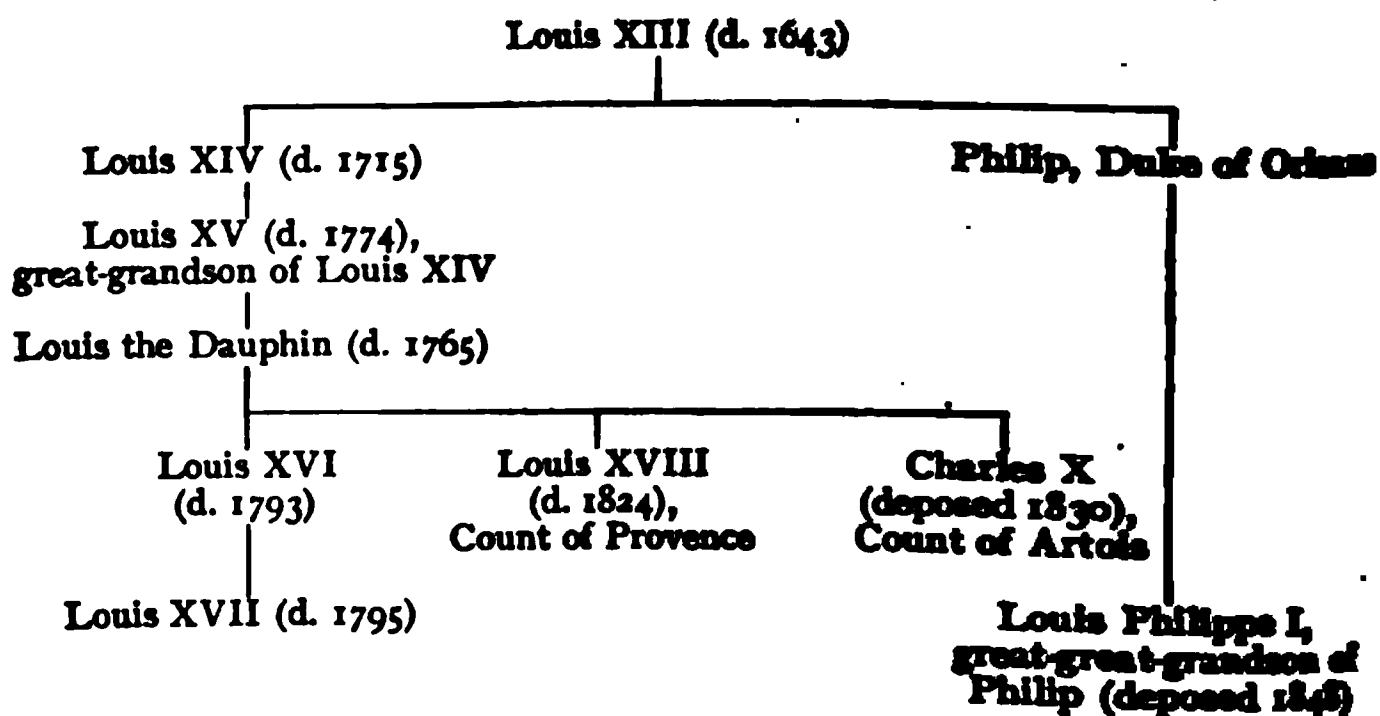 Louis XIII (d. 1643)
Louis XIV (d. 1715)
Philip, Duke of Orleans
Louis XV (d. 1774),
great-grandson of Louis XIV
Louis the Dauphin (d. 1765)
Louis XVI
(d. 1793)
Louis XVIII
(d. 1824),
Count of Provence
Charles X
(deposed 1830),
Count of Artois
Louis XVII (d. 1795)
Louis Philippe I,
great-great-grandson of
Philip (deposed 1848)